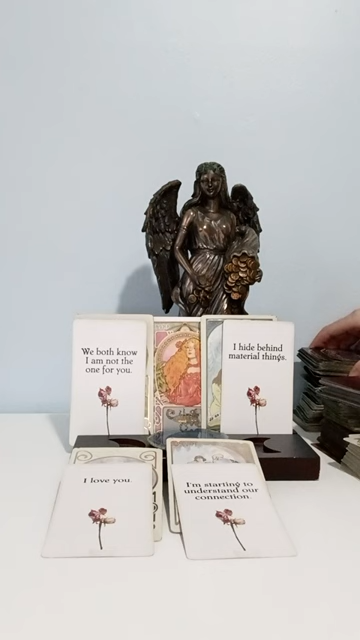 We both know
I am not the
one for you.
I hide behind
material things.
I love you.
I'm starting to
understand our
connection.